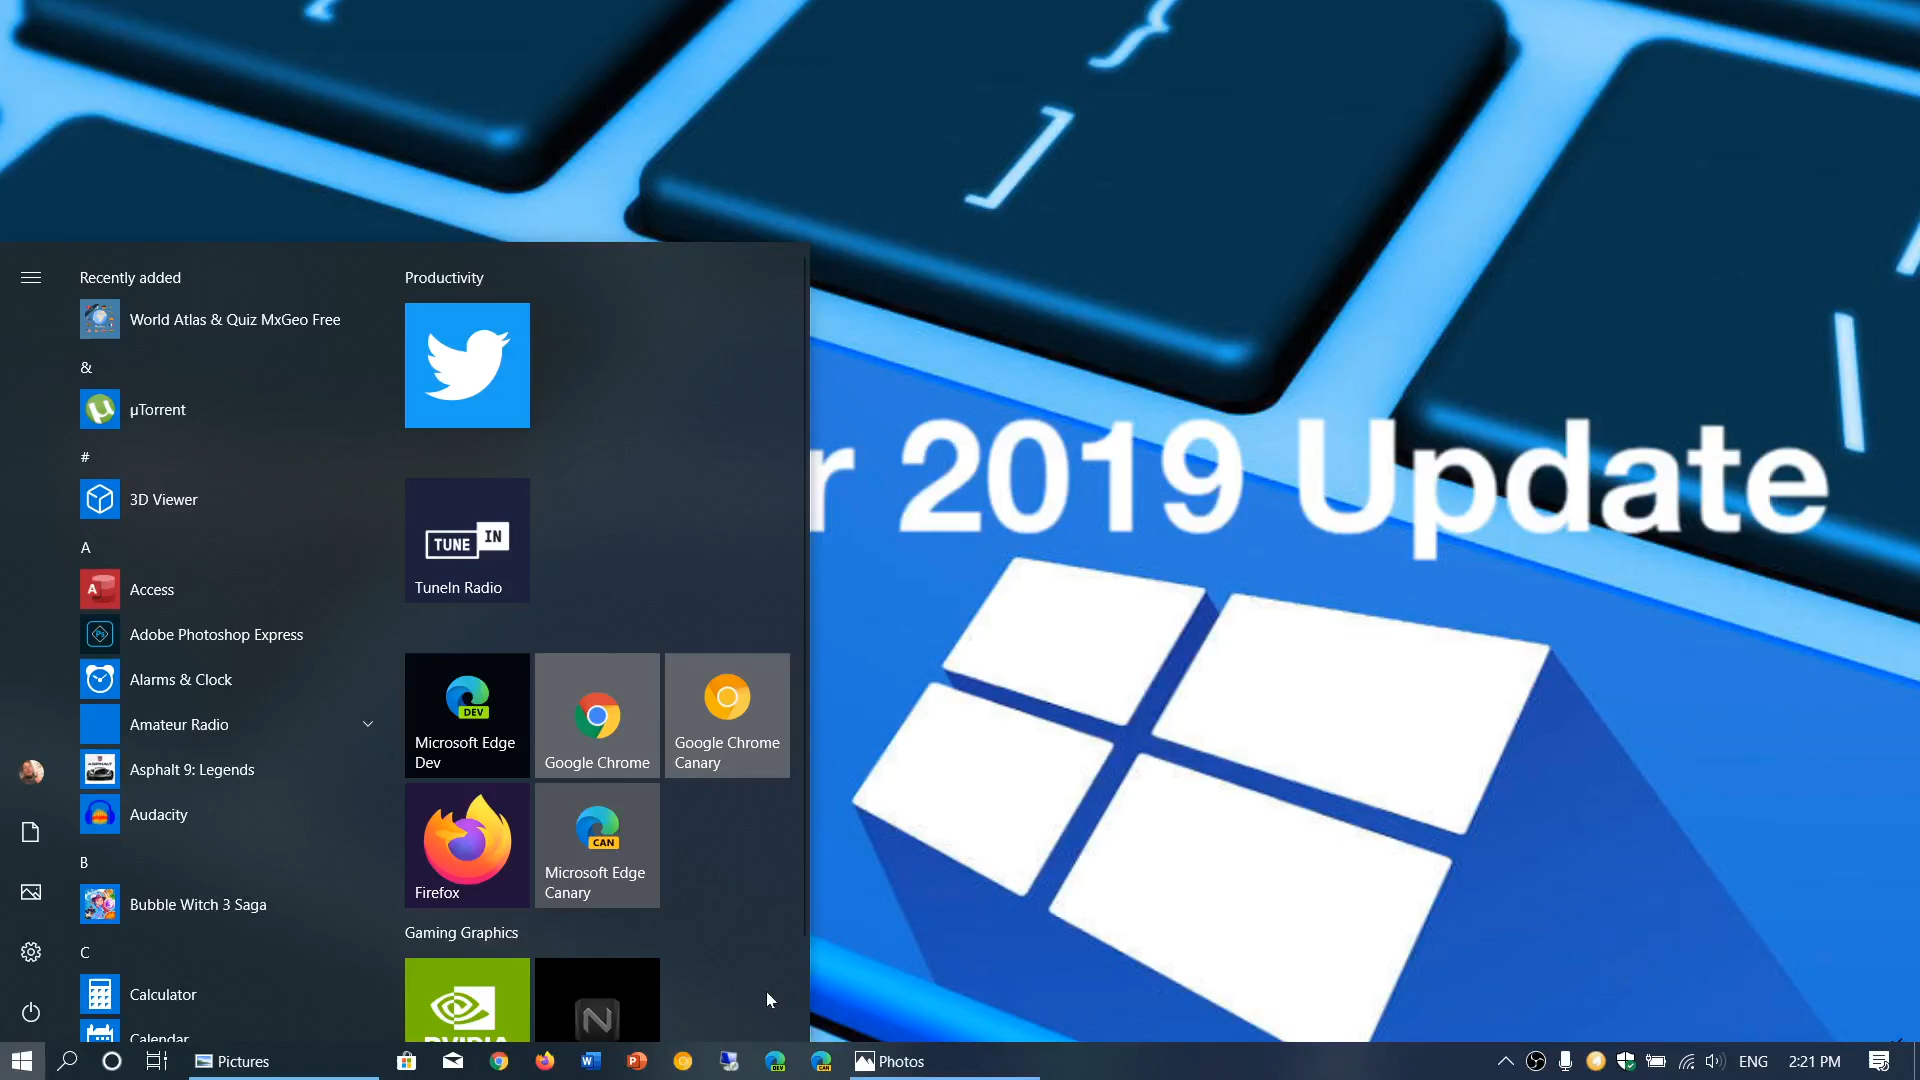 }
]
r 2019 Update
Recently added
World Atlas & Quiz MxGeo Free
&
µTorrent
#
3D Viewer
A
Access
Adobe Photoshop Express
Alarms & Clock
Amateur Radio
Asphalt 9: Legends
Audacity
B
Bubble Witch 3 Saga
C
Calculator
Calendar
Productivity
TUNE IN
TuneIn Radio
DEV
Microsoft Edge
Dev
Google Chrome
Google Chrome
Canary
Firefox
CAN
Microsoft Edge
Canary
Gaming Graphics
NVIDIA
N
Pictures
Photos
ENG
2:21 PM